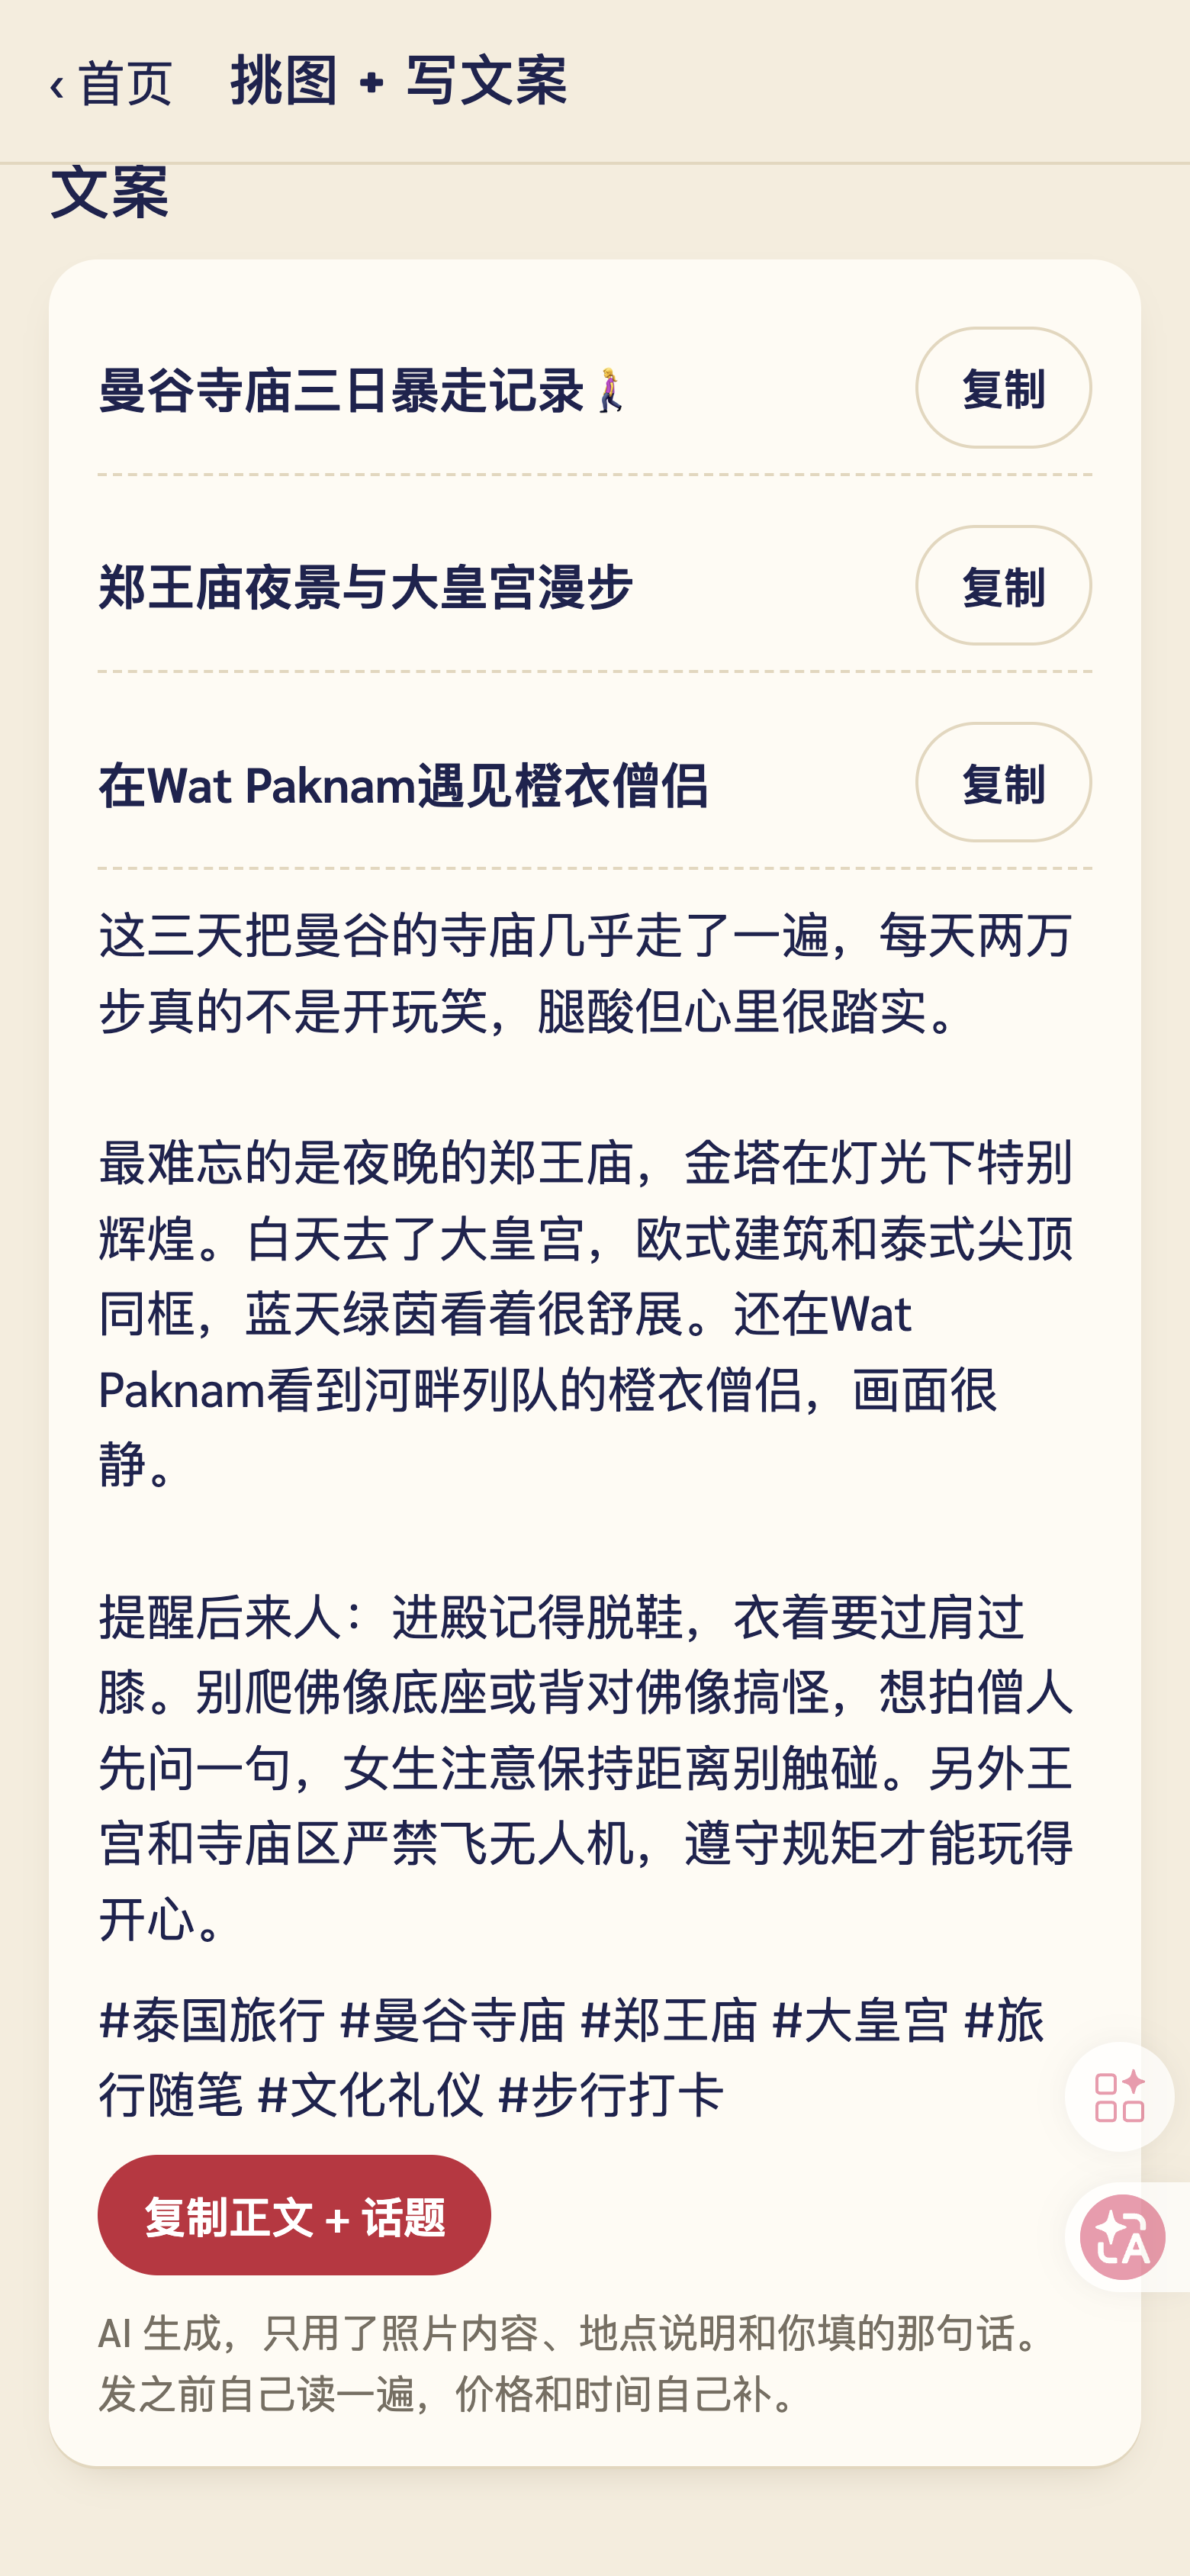 ‹ 首页 挑图 + 写文案
文案
曼谷寺庙三日暴走记录🚶‍♀️ 复制
郑王庙夜景与大皇宫漫步 复制
在Wat Paknam遇见橙衣僧侣 复制
这三天把曼谷的寺庙几乎走了一遍，每天两万
步真的不是开玩笑，腿酸但心里很踏实。
最难忘的是夜晚的郑王庙，金塔在灯光下特别
辉煌。白天去了大皇宫，欧式建筑和泰式尖顶
同框，蓝天绿茵看着很舒展。还在Wat
Paknam看到河畔列队的橙衣僧侣，画面很
静。
提醒后来人：进殿记得脱鞋，衣着要过肩过
膝。别爬佛像底座或背对佛像搞怪，想拍僧人
先问一句，女生注意保持距离别触碰。另外王
宫和寺庙区严禁飞无人机，遵守规矩才能玩得
开心。
#泰国旅行 #曼谷寺庙 #郑王庙 #大皇宫 #旅
行随笔 #文化礼仪 #步行打卡
复制正文 + 话题
AI 生成，只用了照片内容、地点说明和你填的那句话。
发之前自己读一遍，价格和时间自己补。